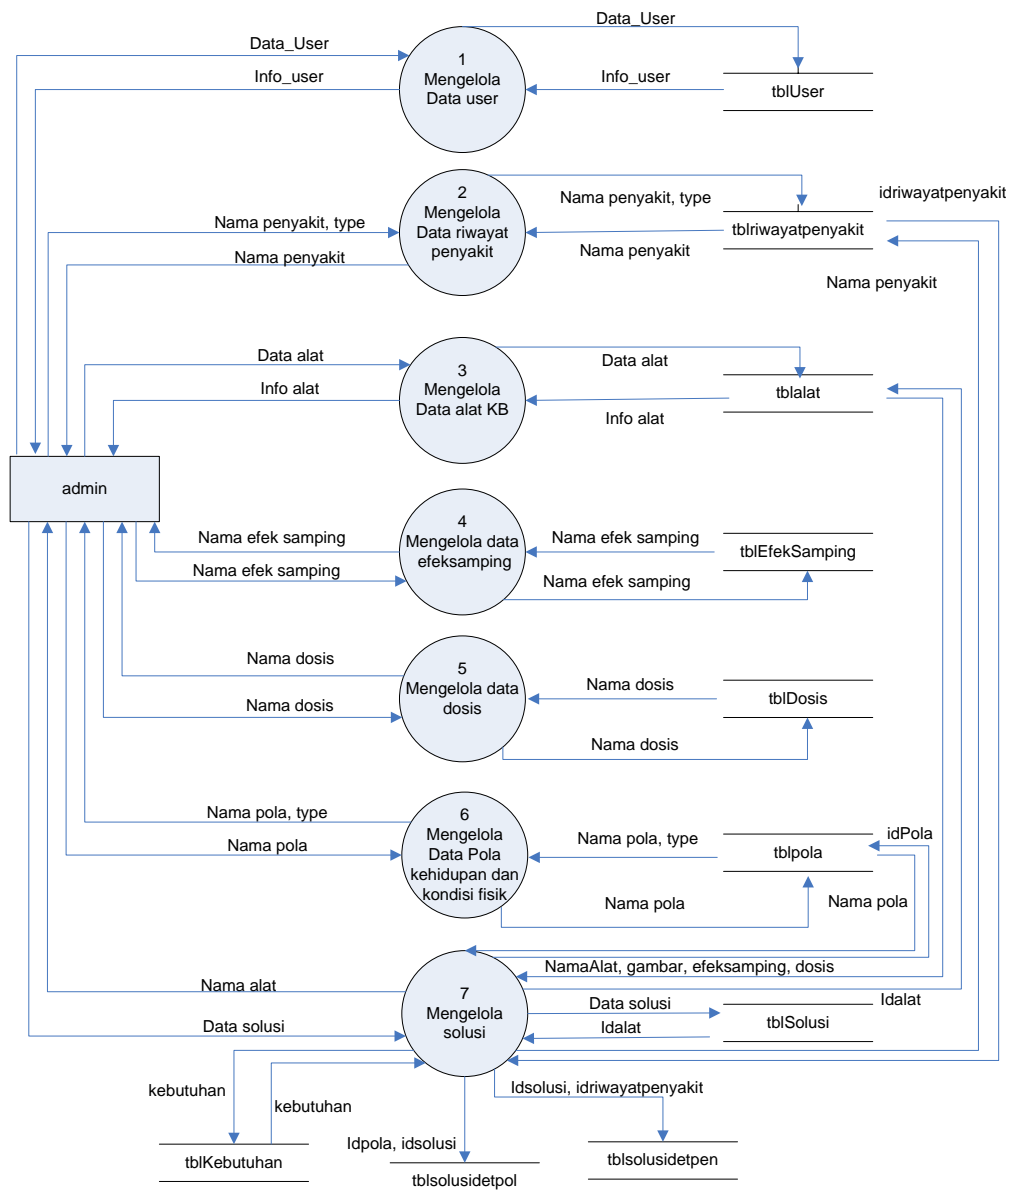 Data_User
Data_User
Info_user
1
Mengelola
Data user
Info_user
tblUser
Nama penyakit, type
2
Mengelola
Data riwayat
penyakit
Nama penyakit, type
idriwayatpenyakit
tblriwayatpenyakit
Nama penyakit
Nama penyakit
Nama penyakit
Data alat
3
Mengelola
Data alat KB
Data alat
Info alat
tblalat
Info alat
admin
Nama efek samping
4
Mengelola data
efeksamping
Nama efek samping
tblEfekSamping
Nama efek samping
Nama efek samping
Nama dosis
5
Mengelola data
dosis
Nama dosis
tblDosis
Nama dosis
Nama dosis
Nama pola, type
6
Mengelola
Data Pola
kehidupan dan
kondisi fisik
Nama pola, type
idPola
tblpola
Nama pola
Nama pola
Nama pola
NamaAlat, gambar, efeksamping, dosis
Nama alat
7
Mengelola
solusi
Data solusi
Idalat
tblSolusi
Data solusi
Idalat
kebutuhan
kebutuhan
Idsolusi, idriwayatpenyakit
Idpola, idsolusi
tblKebutuhan
tblsolusidetpol
tblsolusidetpen